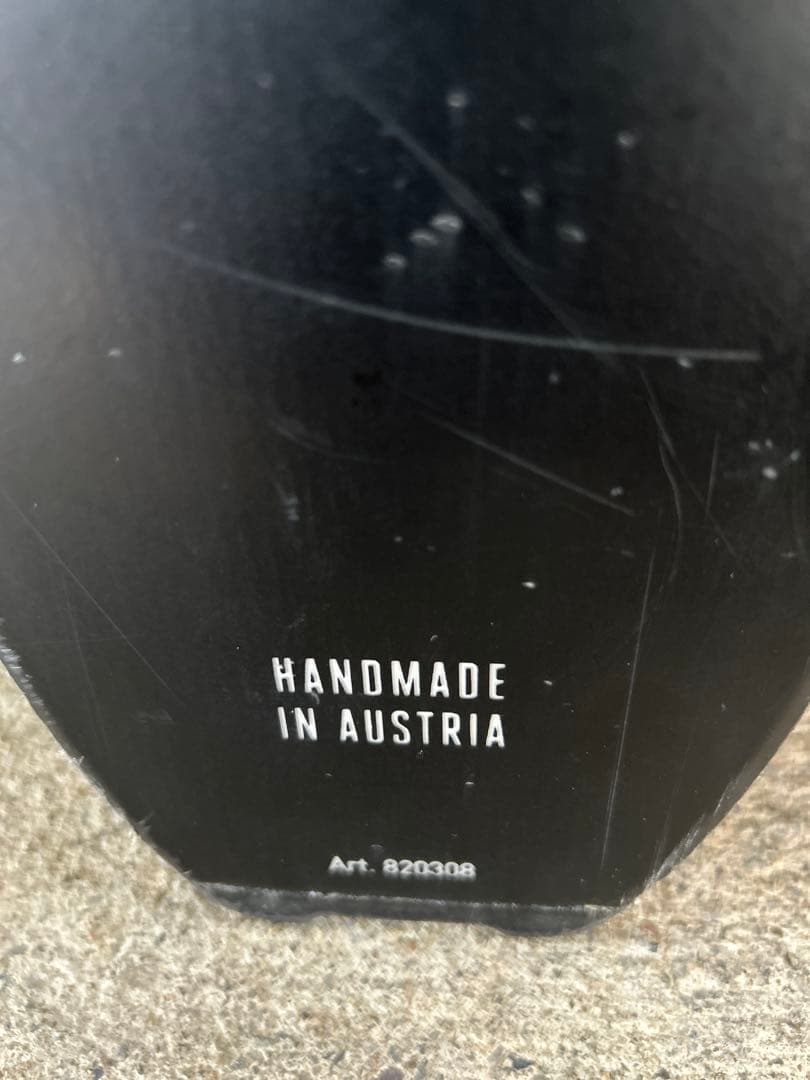 HANDMADE
IN AUSTRIA
Art. 820308